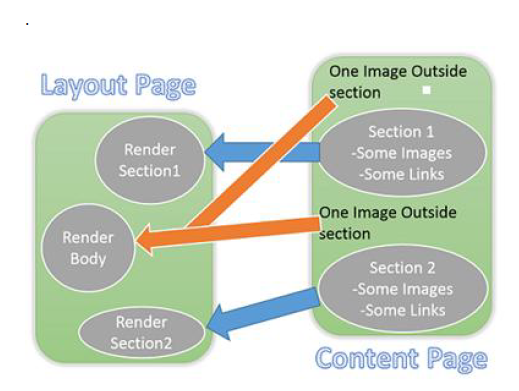 .
Layout Page
Render
Section1
Render
Body
Render
Section2
One Image Outside
section
Section 1
-Some Images
-Some Links
One Image Outside
section
Section 2
-Some Images
-Some Links
Content Page